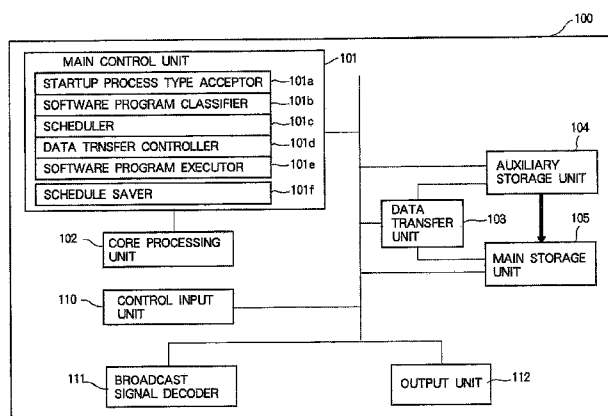 100
MAIN CONTROL UNIT
101
STARTUP PROCESS TYPE ACCEPTOR
101a
SOFTWARE PROGRAM CLASSIFIER
101b
SCHEDULER
101c
DATA TRNSFER CONTROLLER
101d
SOFTWARE PROGRAM EXECUTOR
101e
SCHEDULE SAVER
101f
104
AUXILIARY
STORAGE UNIT
DATA
TRANSFER
UNIT
103
105
MAIN STORAGE
UNIT
102
CORE PROCESSING
UNIT
110
CONTROL INPUT
UNIT
111
BROADCAST
SIGNAL DECODER
OUTPUT UNIT
112